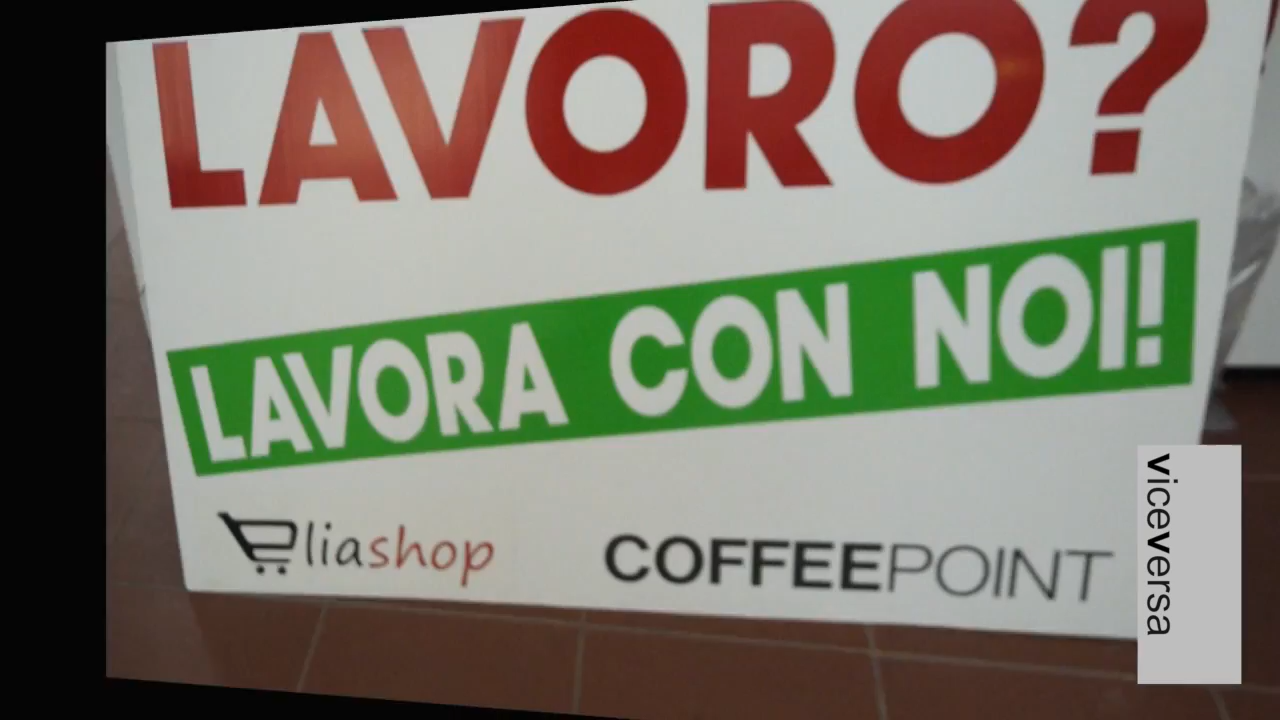 LAVORO?
LAVORA CON NOI!
eliashop
COFFEEPOINT
viceversa